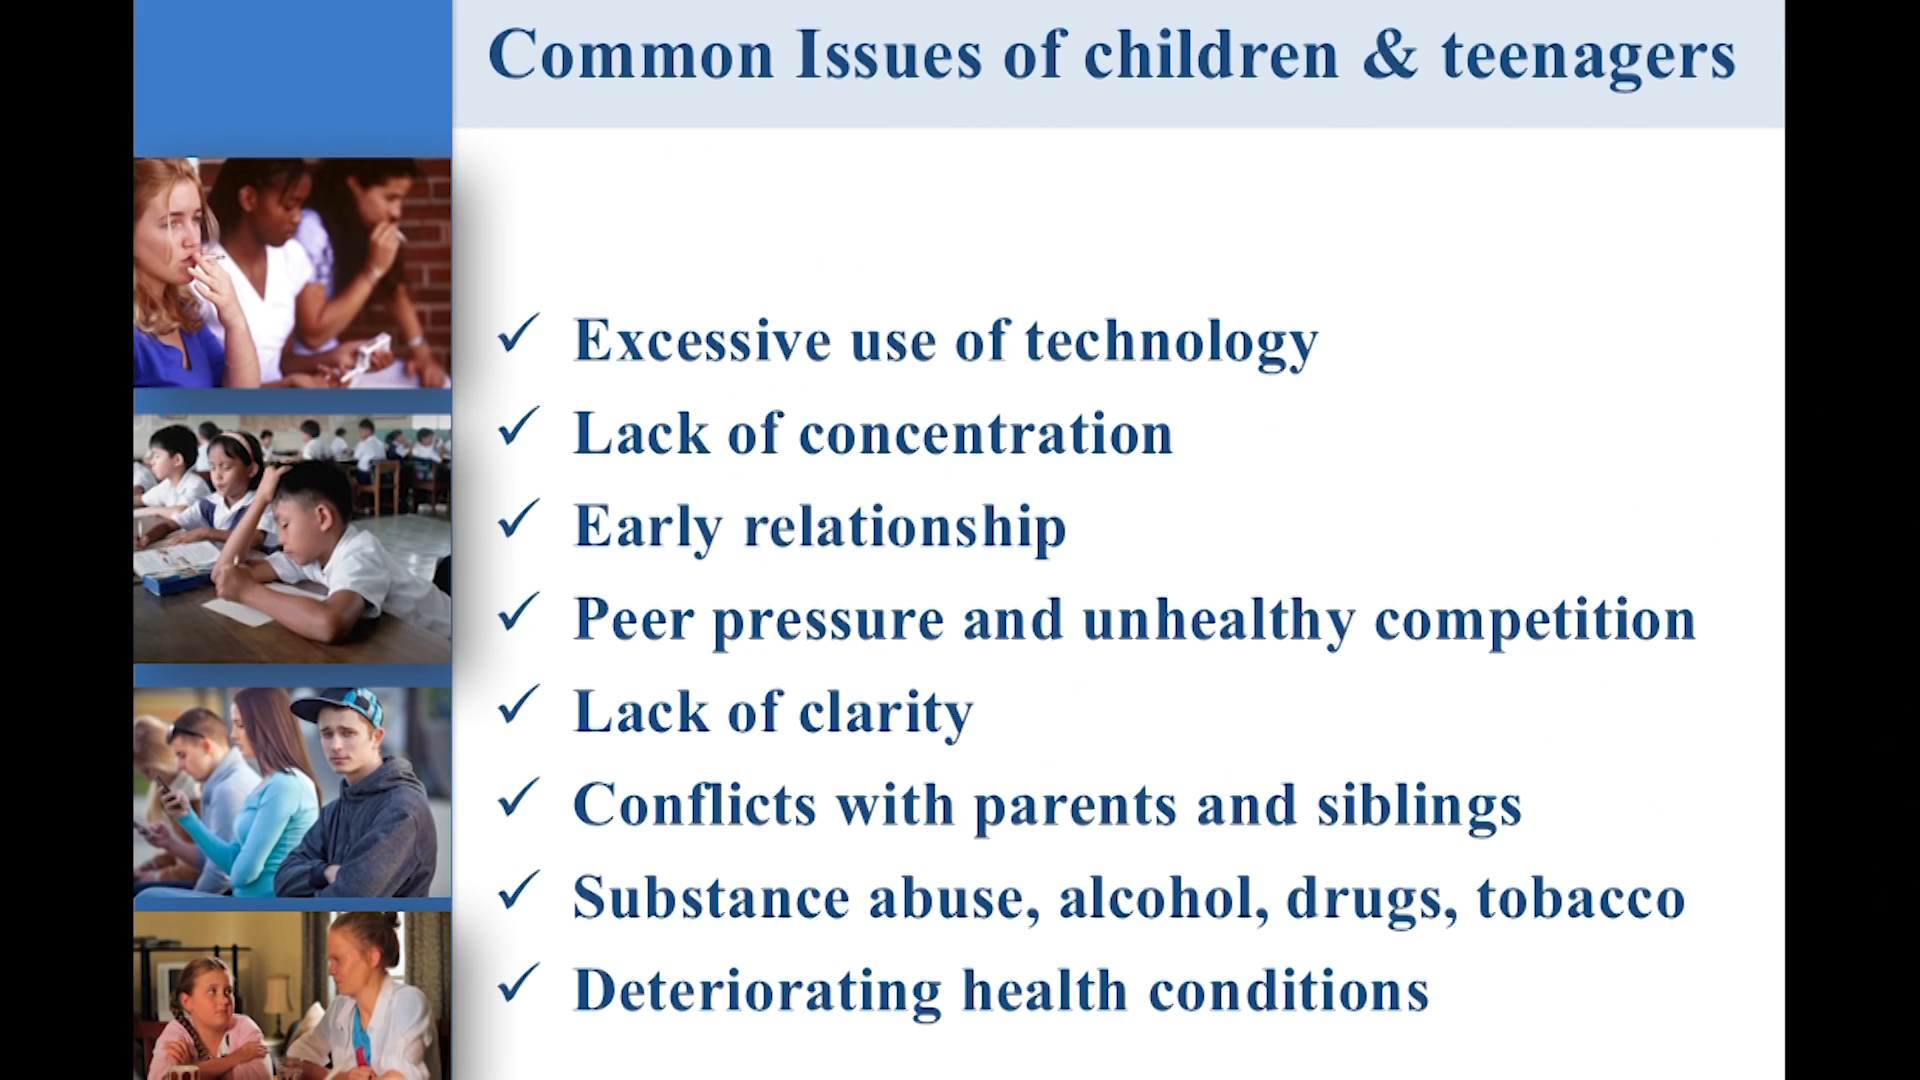 Common Issues of children & teenagers
✓ Excessive use of technology
✓ Lack of concentration
✓ Early relationship
✓ Peer pressure and unhealthy competition
✓ Lack of clarity
✓ Conflicts with parents and siblings
✓ Substance abuse, alcohol, drugs, tobacco
✓ Deteriorating health conditions